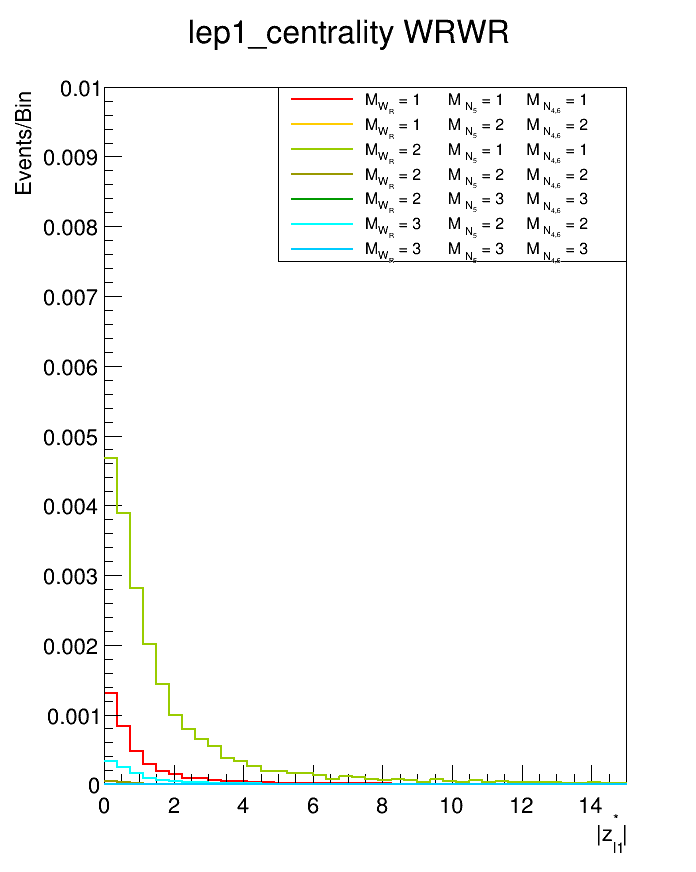 lep1_centrality WRWR
Events/Bin
0.01
0.009
0.008
0.007
0.006
0.005
0.004
0.003
0.002
0.001
0
M_{W_R} = 1 M_{N_5} = 1 M_{N_{4,6}} = 1
M_{W_R} = 1 M_{N_5} = 2 M_{N_{4,6}} = 2
M_{W_R} = 2 M_{N_5} = 1 M_{N_{4,6}} = 1
M_{W_R} = 2 M_{N_5} = 2 M_{N_{4,6}} = 2
M_{W_R} = 2 M_{N_5} = 3 M_{N_{4,6}} = 3
M_{W_R} = 3 M_{N_5} = 2 M_{N_{4,6}} = 2
M_{W_R} = 3 M_{N_5} = 3 M_{N_{4,6}} = 3
0 2 4 6 8 10 12 14
|z^*_{l1}|